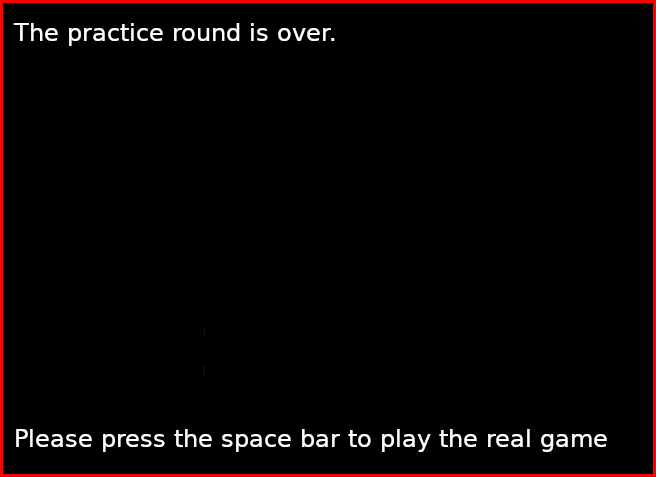 The practice round is over.
Please press the space bar to play the real game